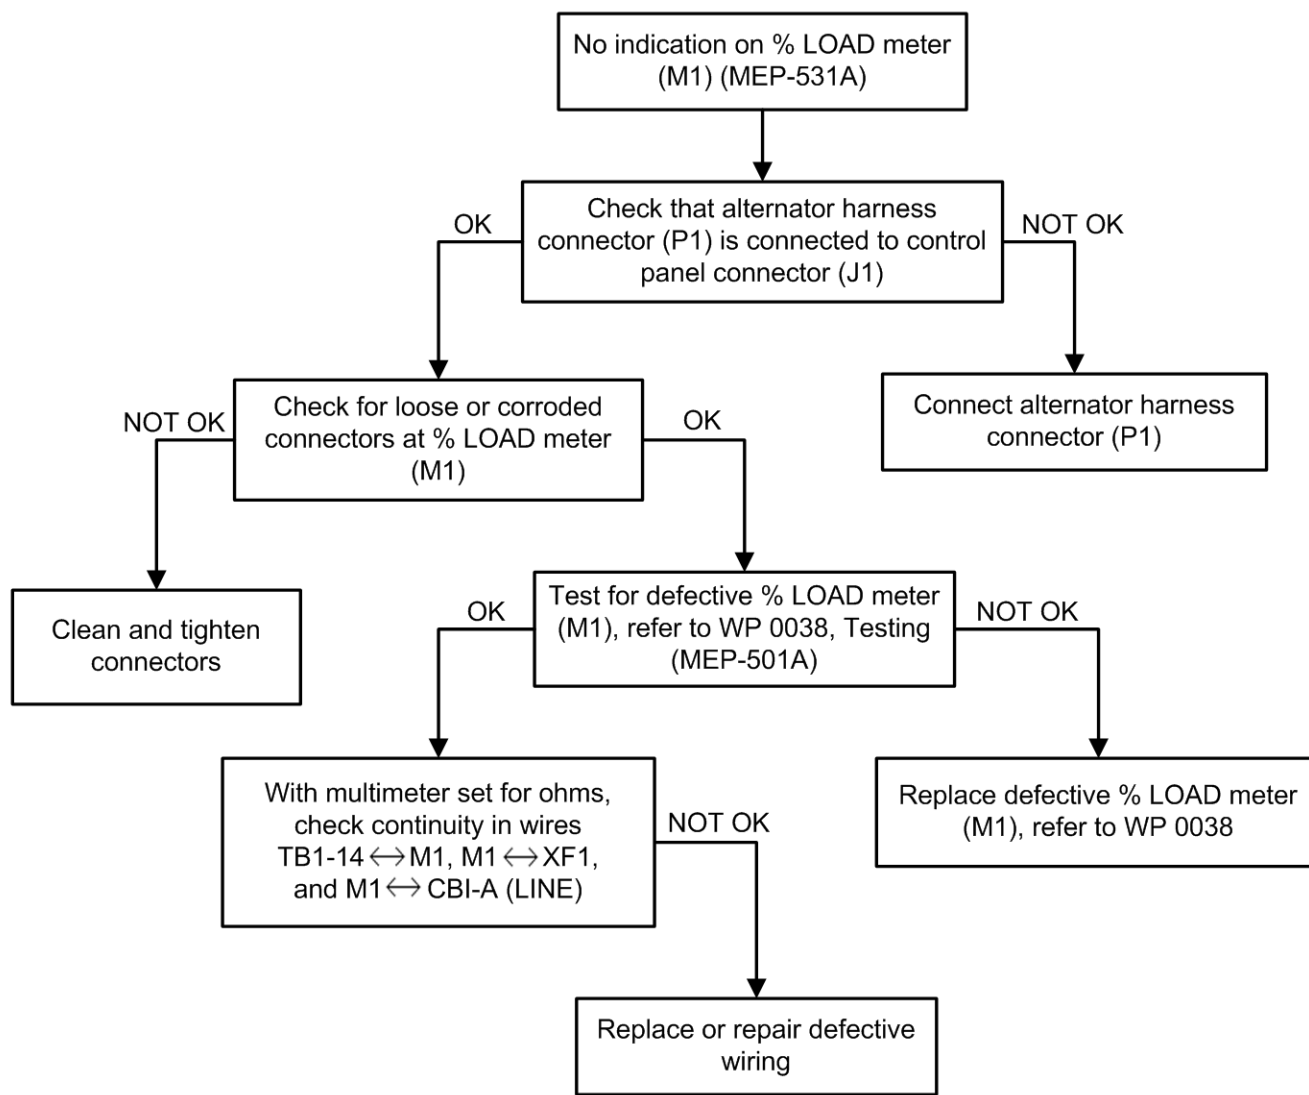 No indication on % LOAD meter
(M1) (MEP-531A)
Check that alternator harness
connector (P1) is connected to control
panel connector (J1)
OK
NOT OK
Check for loose or corroded
connectors at % LOAD meter
(M1)
NOT OK
OK
Connect alternator harness
connector (P1)
Clean and tighten
connectors
Test for defective % LOAD meter
(M1), refer to WP 0038, Testing
(MEP-501A)
OK
NOT OK
With multimeter set for ohms,
check continuity in wires
TB1-14↔M1, M1↔XF1,
and M1↔CBI-A (LINE)
NOT OK
Replace defective % LOAD meter
(M1), refer to WP 0038
Replace or repair defective
wiring